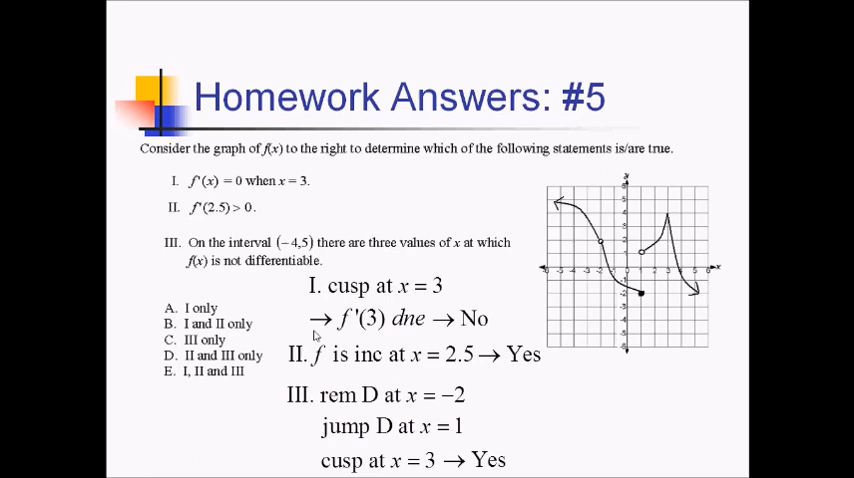 Homework Answers: #5
Consider the graph of f(x) to the right to determine which of the following statements is/are true.
I. f'(x) = 0 when x = 3.
II. f'(2.5) > 0.
III. On the interval (−4,5) there are three values of x at which
f(x) is not differentiable.
A. I only
B. I and II only
C. III only
D. II and III only
E. I, II and III
I. cusp at x = 3
→ f '(3) dne → No
II. f is inc at x = 2.5 → Yes
III. rem D at x = −2
jump D at x = 1
cusp at x = 3 → Yes
x